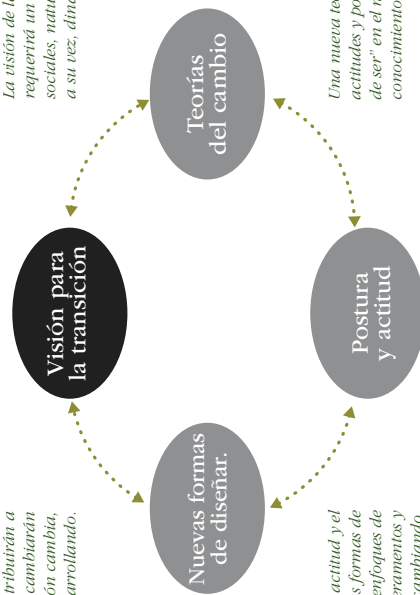 tribuirán a
cambiarán
ón cambia,
arrollando.
Visión para
la transición
La visión de la
requerirá un
sociales, natu
a su vez, diná
Nuevas formas
de diseñar.
Teorías
del cambio
actitud y el
s formas de
enfoques de
eramentos y
cambiando.
Postura
y actitud
Una nueva te
actitudes y po
de ser” en el m
conocimiento